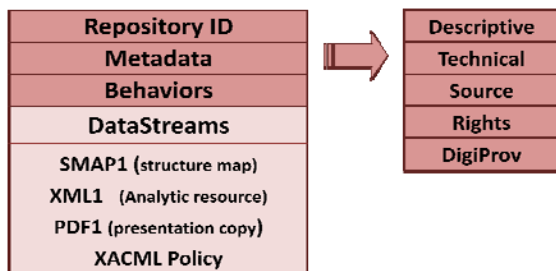 Repository ID
Metadata
Behaviors
DataStreams
SMAP1 (structure map)
XML1 (Analytic resource)
PDF1 (presentation copy)
XACML Policy
Descriptive
Technical
Source
Rights
DigiProv